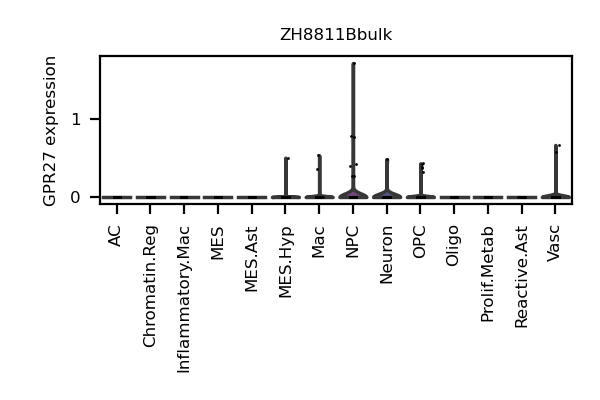 ZH8811Bbulk
GPR27 expression
1
0
AC
Chromatin.Reg
Inflammatory.Mac
MES
MES.Ast
MES.Hyp
Mac
NPC
Neuron
OPC
Oligo
Prolif.Metab
Reactive.Ast
Vasc